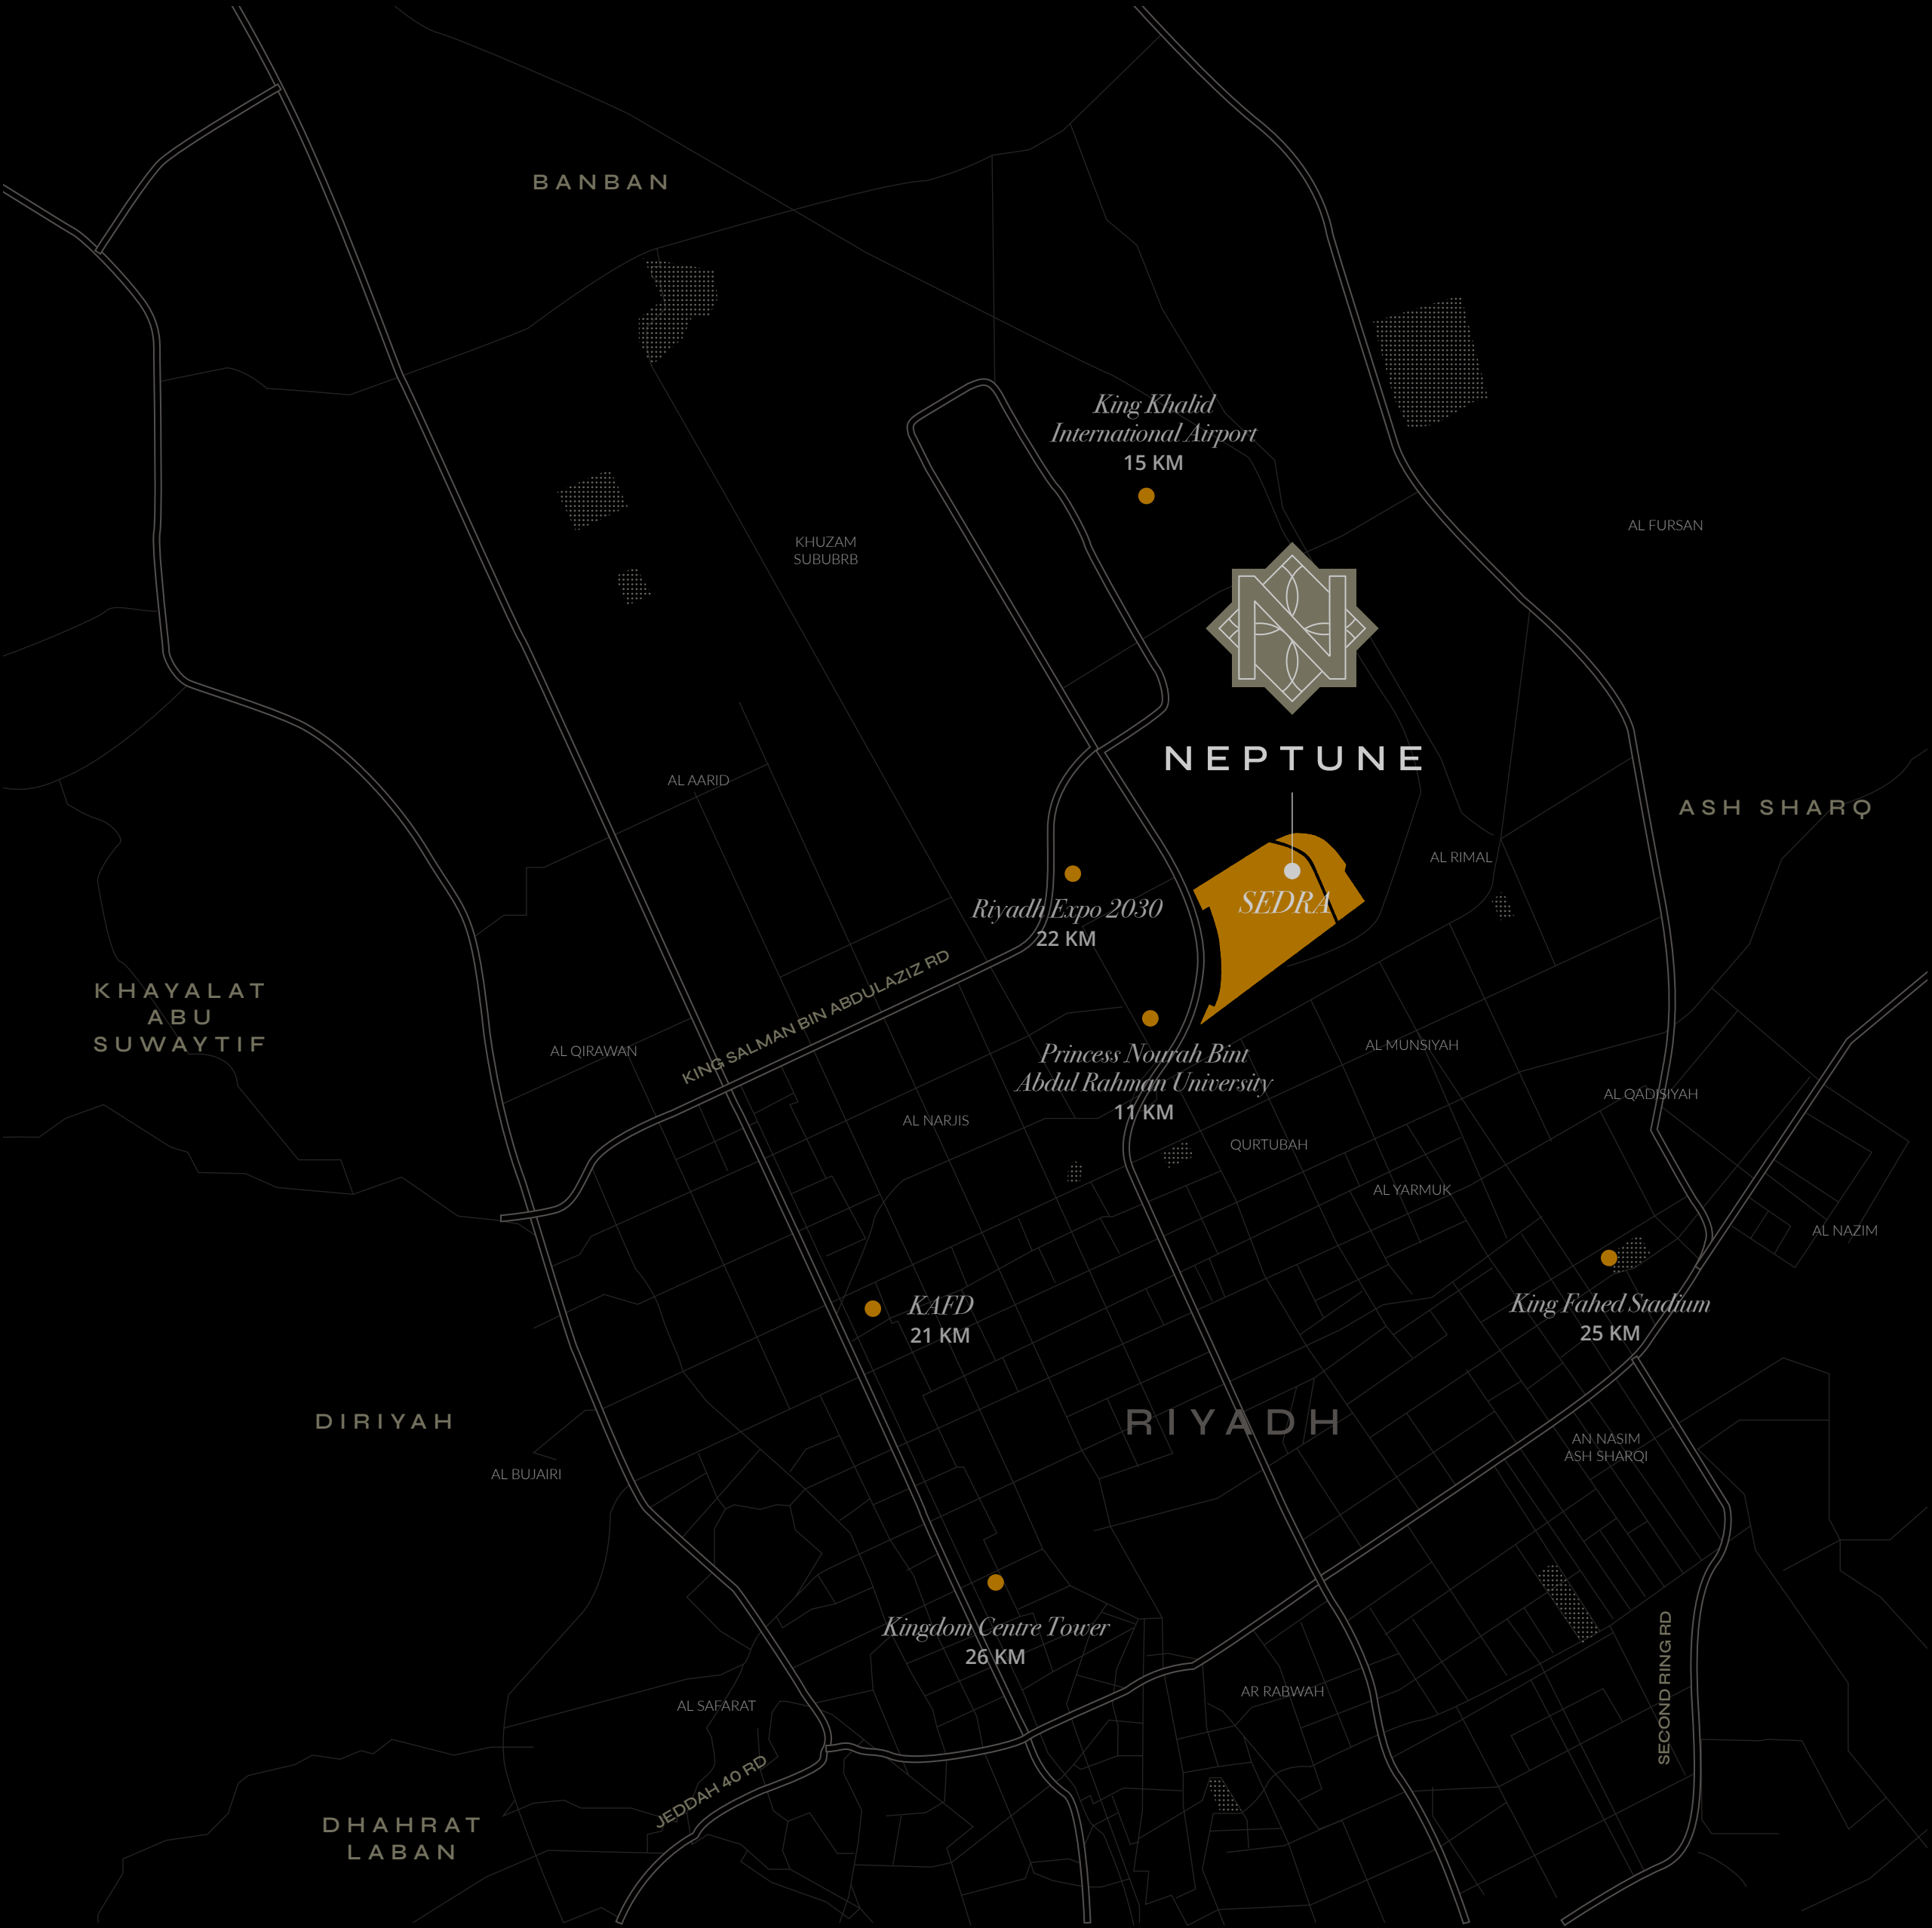 BANBAN
King Khalid
International Airport
15 KM
AL FURSAN
KHUZAM
SUBUBRB
N
NEPTUNE
AL AARID
ASH SHARQ
AL RIMAL
SEDRA
Riyadh Expo 2030
22 KM
KING SALMAN BIN ABDULAZIZ RD
KHAYALAT
ABU
SUWAYTIF
AL QIRAWAN
Princess Nourah Bint
Abdul Rahman University
11 KM
AL MUNSIYAH
AL QADISIYAH
AL NARJIS
QURTUBAH
AL YARMUK
AL NAZIM
KAFD
21 KM
King Fahed Stadium
25 KM
DIRIYAH
RIYADH
AN NASIM
ASH SHARQI
AL BUJAIRI
Kingdom Centre Tower
26 KM
AL SAFARAT
AR RABWAH
SECOND RING RD
JEDDAH 40 RD
DHAHRAT
LABAN